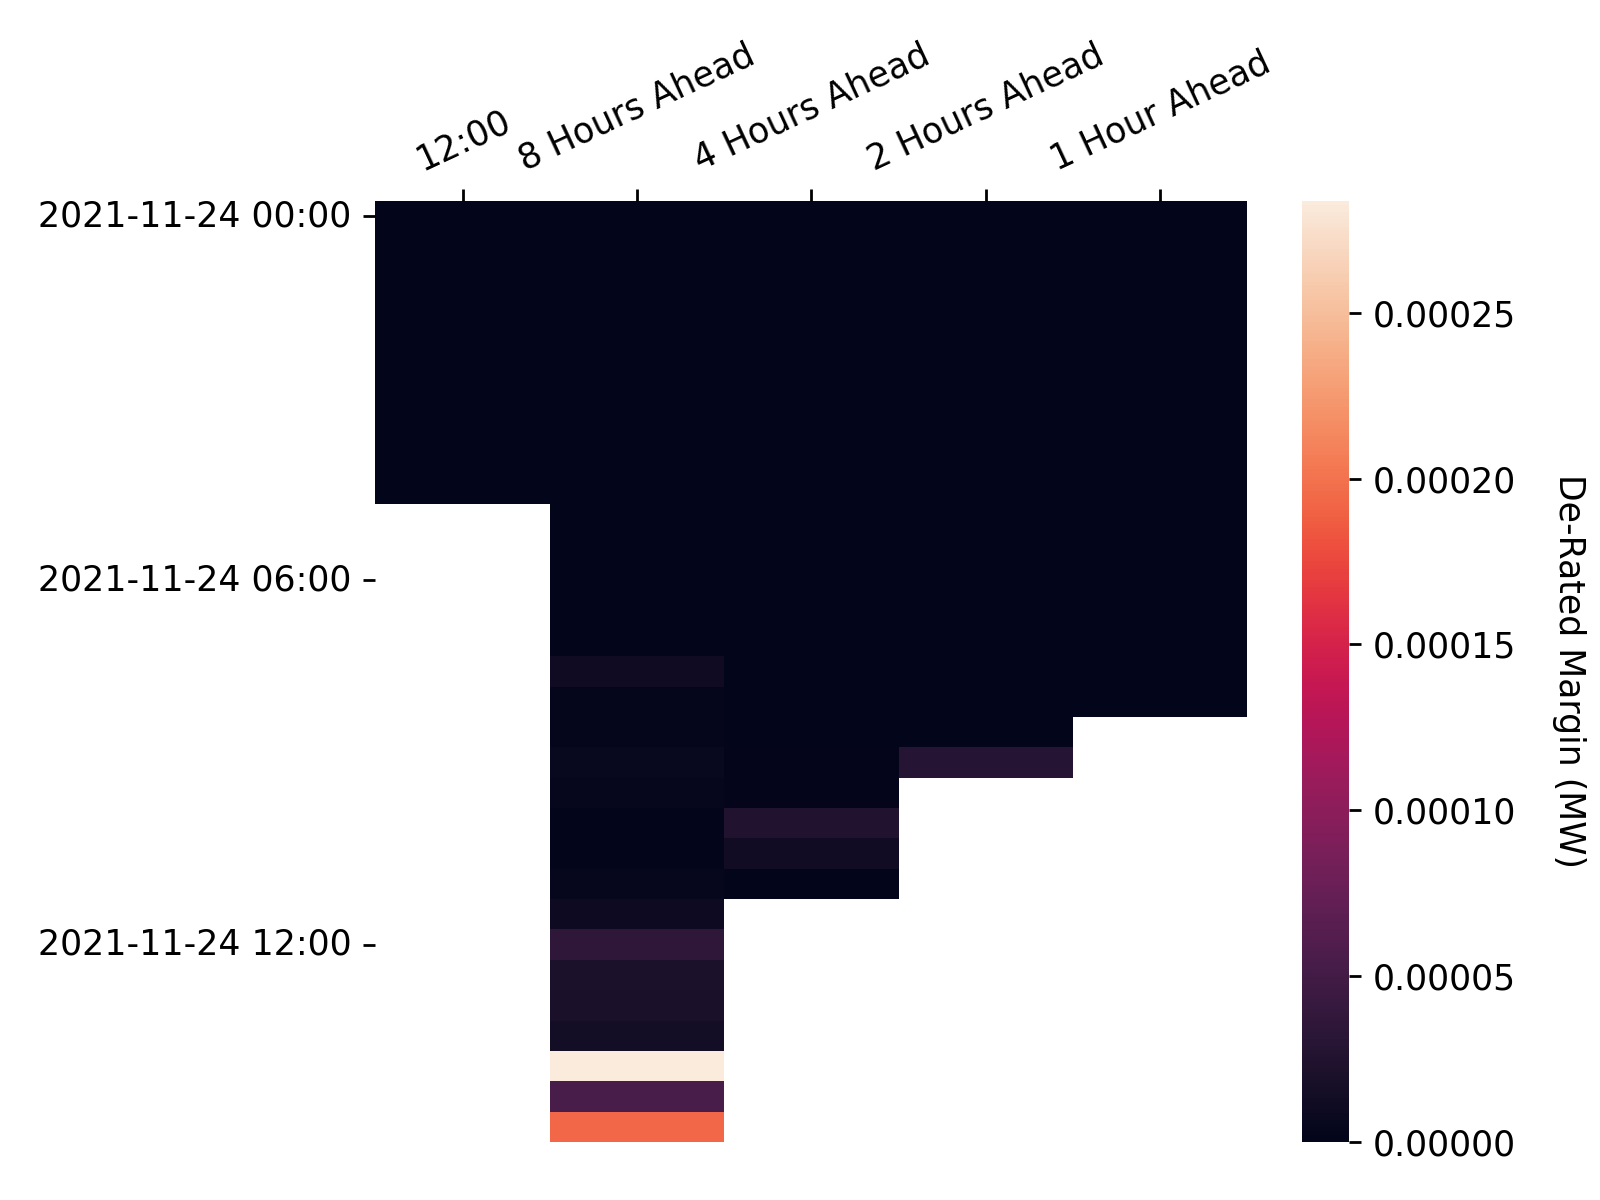 12:00
8 Hours Ahead
4 Hours Ahead
2 Hours Ahead
1 Hour Ahead
2021-11-24 00:00
2021-11-24 06:00
2021-11-24 12:00
0.00025
0.00020
0.00015
0.00010
0.00005
0.00000
De-Rated Margin (MW)